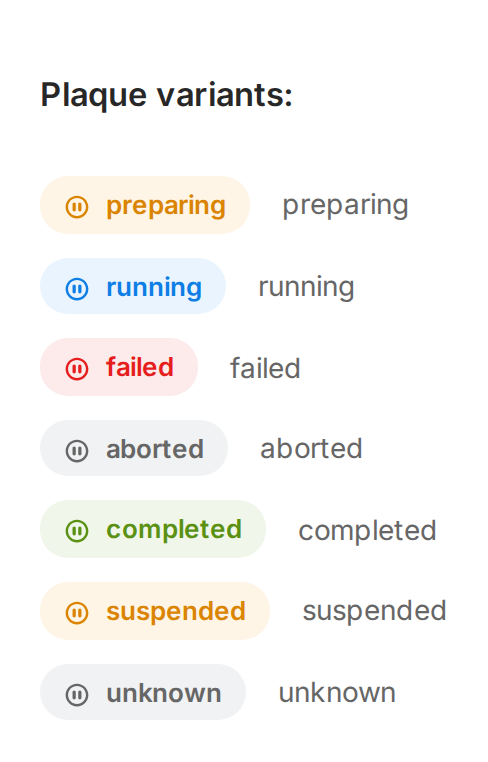 Plaque variants:
preparing preparing
running running
failed failed
aborted aborted
completed completed
suspended suspended
unknown unknown